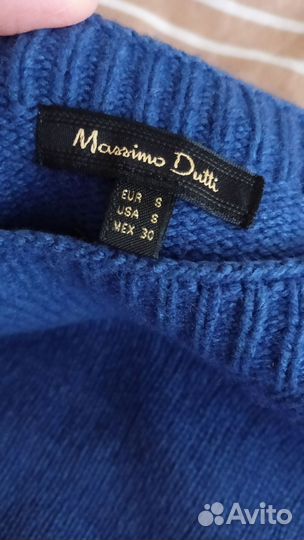 Massimo Dutti
EUR S
USA S
MEX 30
Avito